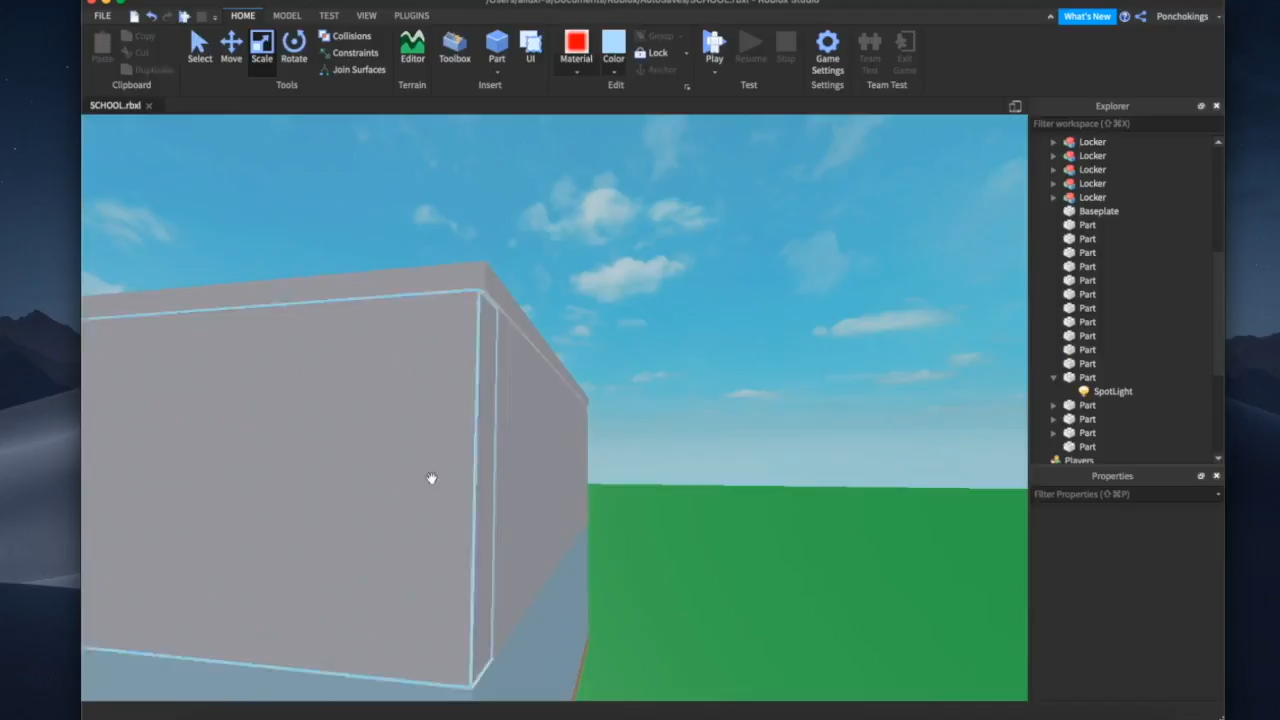 FILE HOME MODEL TEST VIEW PLUGINS What's New Ponchokings
Paste Copy Cut Duplicate
Select Move Scale Rotate
Collisions
Constraints
Join Surfaces
Editor Toolbox Part UI Material Color
Group
Lock
Anchor
Play Resume Stop Game Settings Team Test Exit Game
Clipboard Tools Terrain Insert Edit Test Settings Team Test
SCHOOL.rbxl
Explorer
Filter workspace (⇧⌘X)
Locker
Locker
Locker
Locker
Locker
Baseplate
Part
Part
Part
Part
Part
Part
Part
Part
Part
Part
Part
Part
SpotLight
Part
Part
Part
Part
Players
Properties
Filter Properties (⇧⌘P)